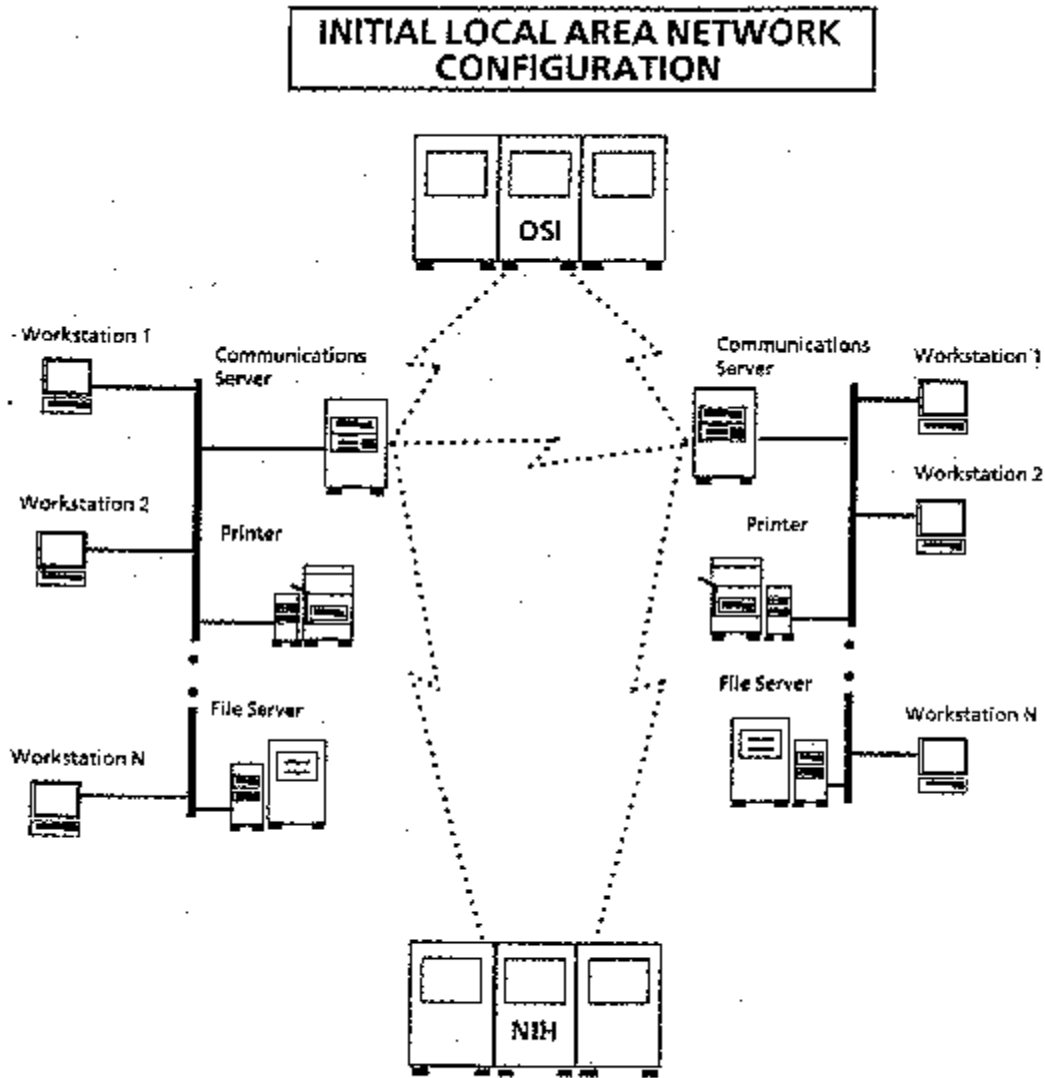 INITIAL LOCAL AREA NETWORK
CONFIGURATION
OSI
Workstation 1
Communications
Server
Workstation 2
Printer
File Server
Workstation N
Communications
Server
Workstation 1
Workstation 2
Printer
File Server
Workstation N
NIH